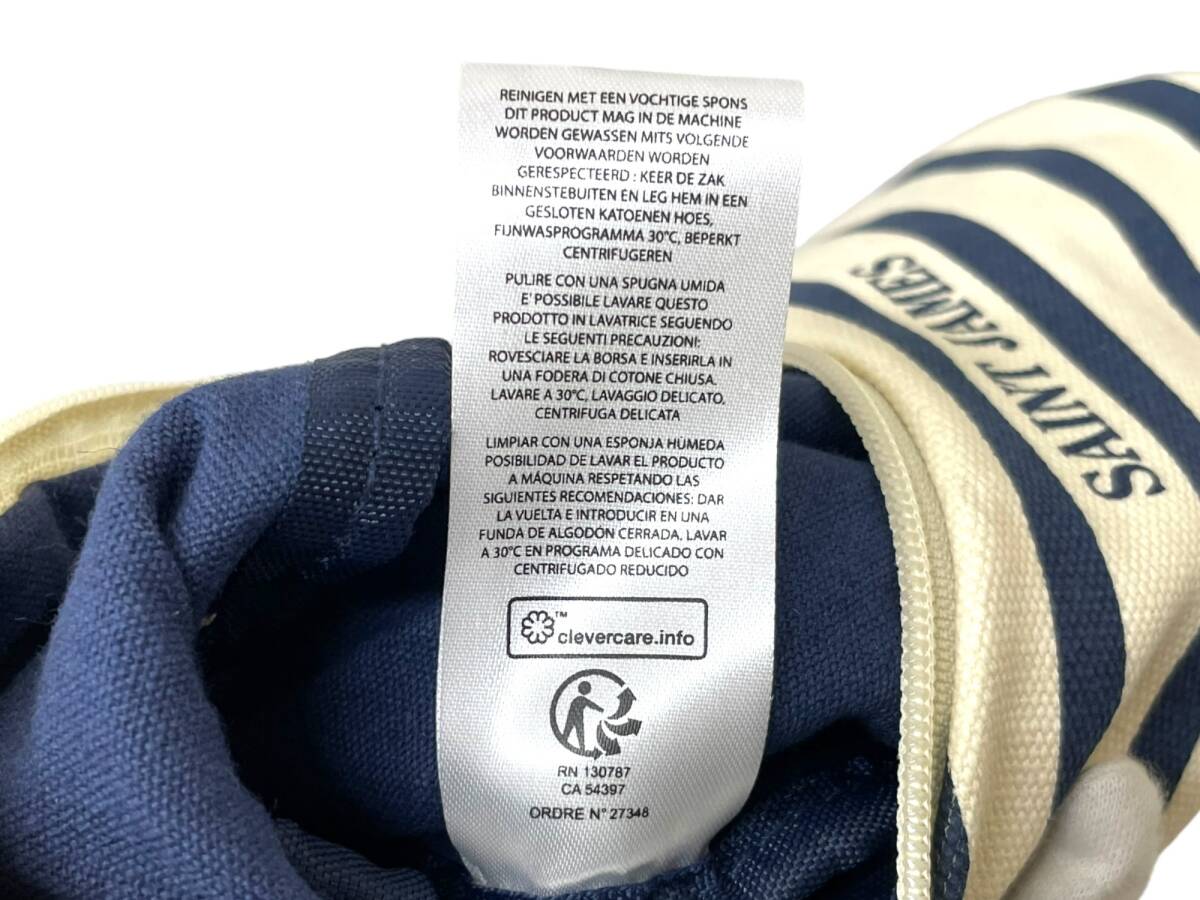 REINIGEN MET EEN VOCHTIGE SPONS
DIT PRODUCT MAG IN DE MACHINE
WORDEN GEWASSEN MITS VOLGENDE
VOORWAARDEN WORDEN
GERESPECTEERD : KEER DE ZAK
BINNENSTEBUITEN EN LEG HEM IN EEN
GESLOTEN KATOENEN HOES,
FIJNWASPROGRAMMA 30°C, BEPERKT
CENTRIFUGEREN
PULIRE CON UNA SPUGNA UMIDA
E' POSSIBILE LAVARE QUESTO
PRODOTTO IN LAVATRICE SEGUENDO
LE SEGUENTI PRECAUZIONI:
ROVESCIARE LA BORSA E INSERIRLA IN
UNA FODERA DI COTONE CHIUSA.
LAVARE A 30°C, LAVAGGIO DELICATO,
CENTRIFUGA DELICATA
LIMPIAR CON UNA ESPONJA HÚMEDA
POSIBILIDAD DE LAVAR EL PRODUCTO
A MÁQUINA RESPETANDO LAS
SIGUIENTES RECOMENDACIONES: DAR
LA VUELTA E INTRODUCIR EN UNA
FUNDA DE ALGODÓN CERRADA, LAVAR
A 30°C EN PROGRAMA DELICADO CON
CENTRIFUGADO REDUCIDO
™
clevercare.info
RN 130787
CA 54397
ORDRE N° 27348
SAINT JAMES